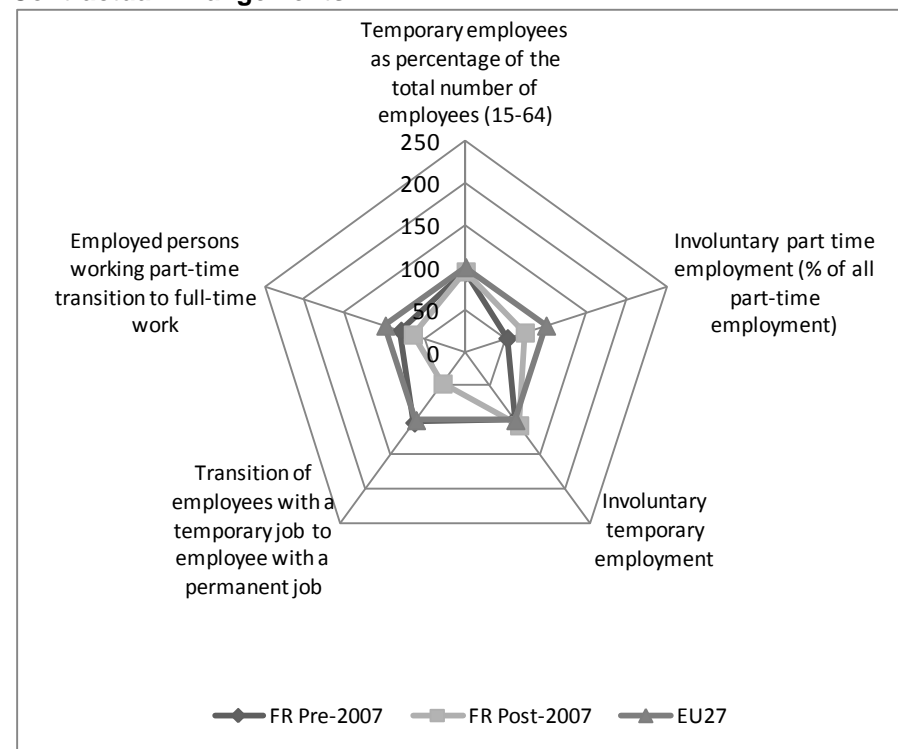 Temporary employees
as percentage of the
total number of
employees (15-64)
250
200
150
100
50
0
Employed persons
working part-time
transition to full-time
work
Involuntary part time
employment (% of all
part-time
employment)
Transition of
employees with a
temporary job to
employee with a
permanent job
Involuntary
temporary
employment
FR Pre-2007 FR Post-2007 EU27